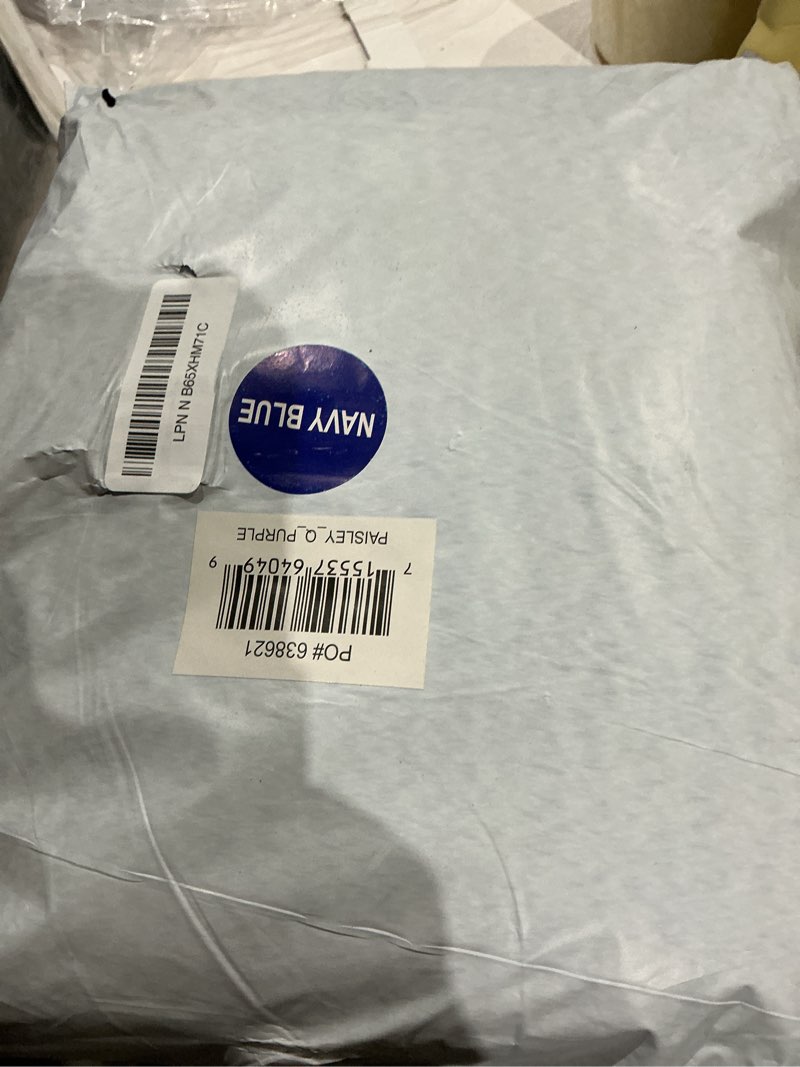 LPN N B65XHM71C
NAVY BLUE
PO# 638621
7 15537 64049 9
PAISLEY_Q_PURPLE